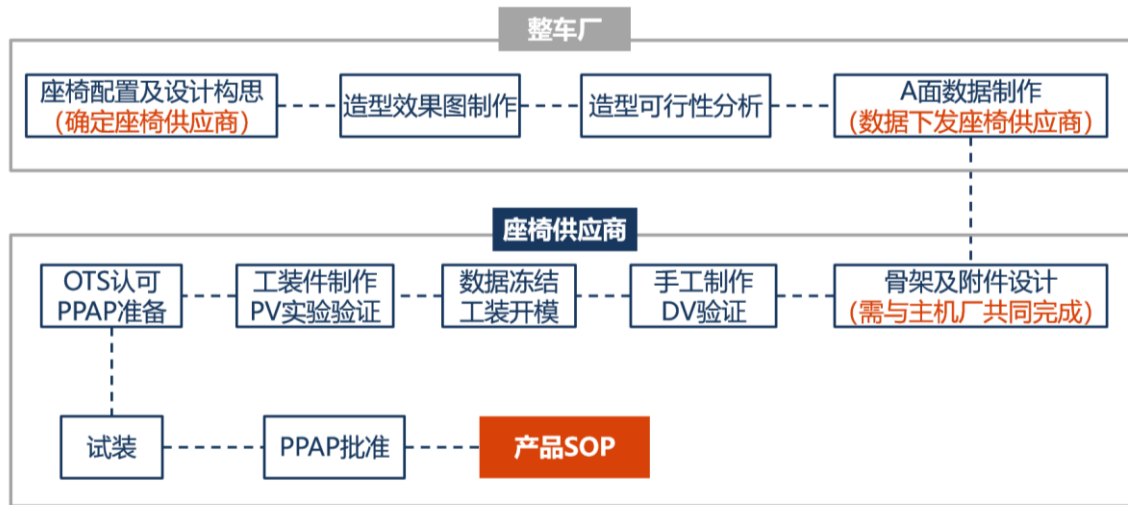 整车厂
座椅配置及设计构思
（确定座椅供应商）
造型效果图制作
造型可行性分析
A面数据制作
（数据下发座椅供应商）
座椅供应商
OTS认可
PPAP准备
工装件制作
PV实验验证
数据冻结
工装开模
手工制作
DV验证
骨架及附件设计
（需与主机厂共同完成）
试装
PPAP批准
产品SOP